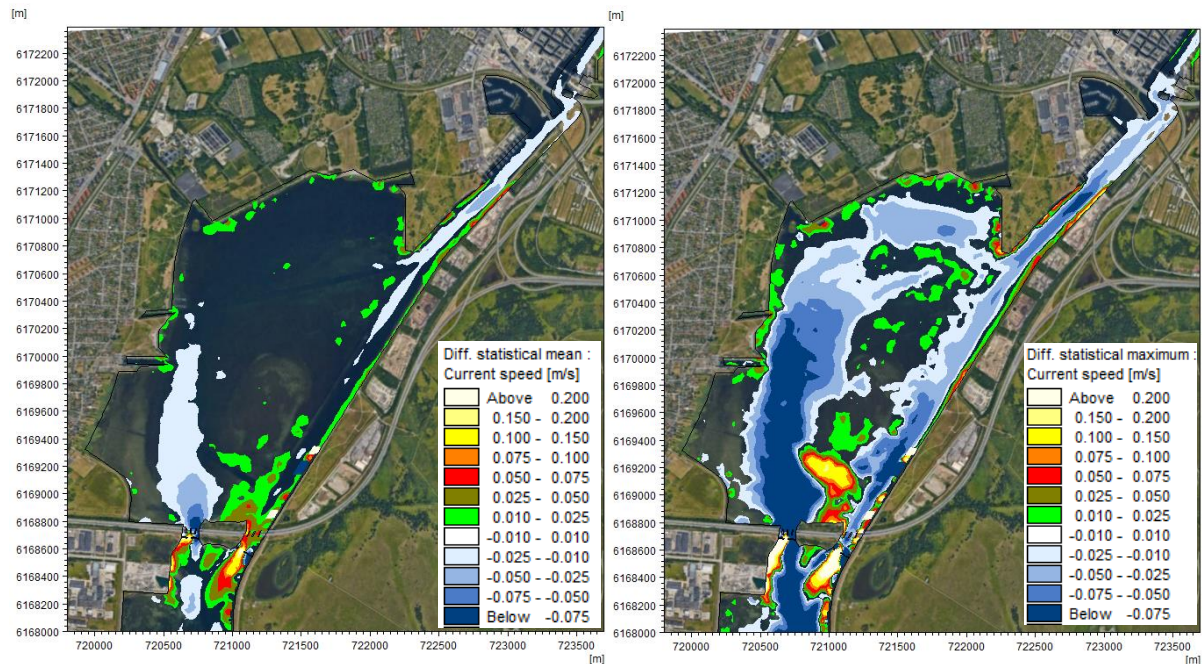 [m]
6172200
6172000
6171800
6171600
6171400
6171200
6171000
6170800
6170600
6170400
6170200
6170000
6169800
6169600
6169400
6169200
6169000
6168800
6168600
6168400
6168200
6168000
Diff. statistical mean :
Current speed [m/s]
Above 0.200
0.150 - 0.200
0.100 - 0.150
0.075 - 0.100
0.050 - 0.075
0.025 - 0.050
0.010 - 0.025
-0.010 - 0.010
-0.025 - -0.010
-0.050 - -0.025
-0.075 - -0.050
Below -0.075
720000 720500 721000 721500 722000 722500 723000 723500
[m]
[m]
6172200
6172000
6171800
6171600
6171400
6171200
6171000
6170800
6170600
6170400
6170200
6170000
6169800
6169600
6169400
6169200
6169000
6168800
6168600
6168400
6168200
6168000
Diff. statistical maximum :
Current speed [m/s]
Above 0.200
0.150 - 0.200
0.100 - 0.150
0.075 - 0.100
0.050 - 0.075
0.025 - 0.050
0.010 - 0.025
-0.010 - 0.010
-0.025 - -0.010
-0.050 - -0.025
-0.075 - -0.050
Below -0.075
720000 720500 721000 721500 722000 722500 723000 723500
[m]